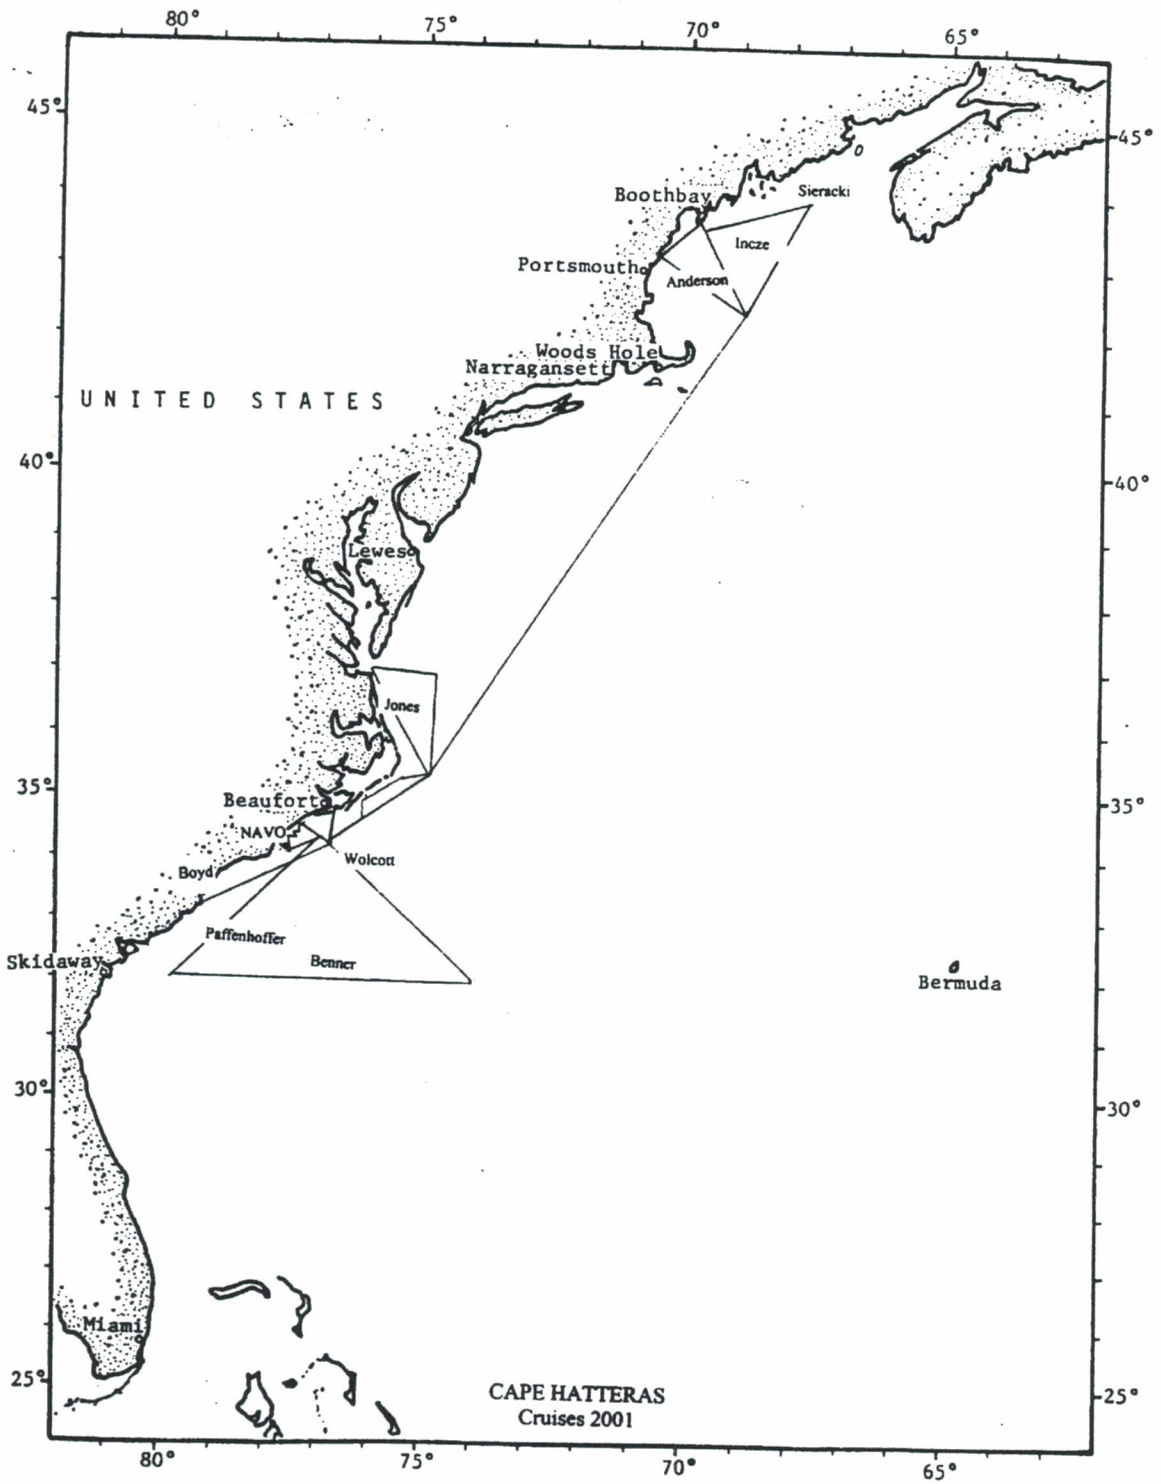 80° 75° 70° 65°
45°
45°
Boothbay
Sieracki
Incze
Portsmouth
Anderson
Woods Hole
Narragansett
UNITED STATES
40°
40°
Lewes
Jones
35°
35°
Beaufort
NAVO
Wolcott
Boyd
Paffenhoffer
Benner
Skidaway
Bermuda
30°
30°
Miami
25°
25°
CAPE HATTERAS
Cruises 2001
80° 75° 70° 65°